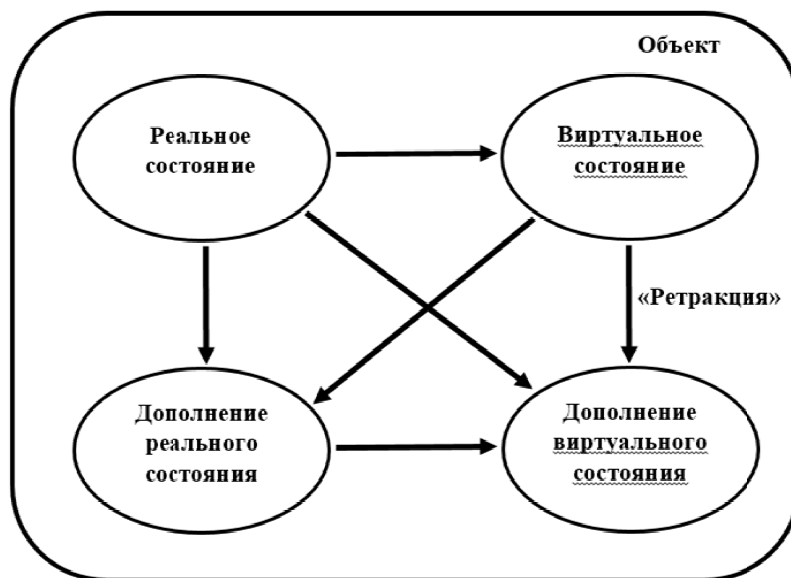 Объект
Реальное
состояние
Виртуальное
состояние
«Ретракция»
Дополнение
реального
состояния
Дополнение
виртуального
состояния